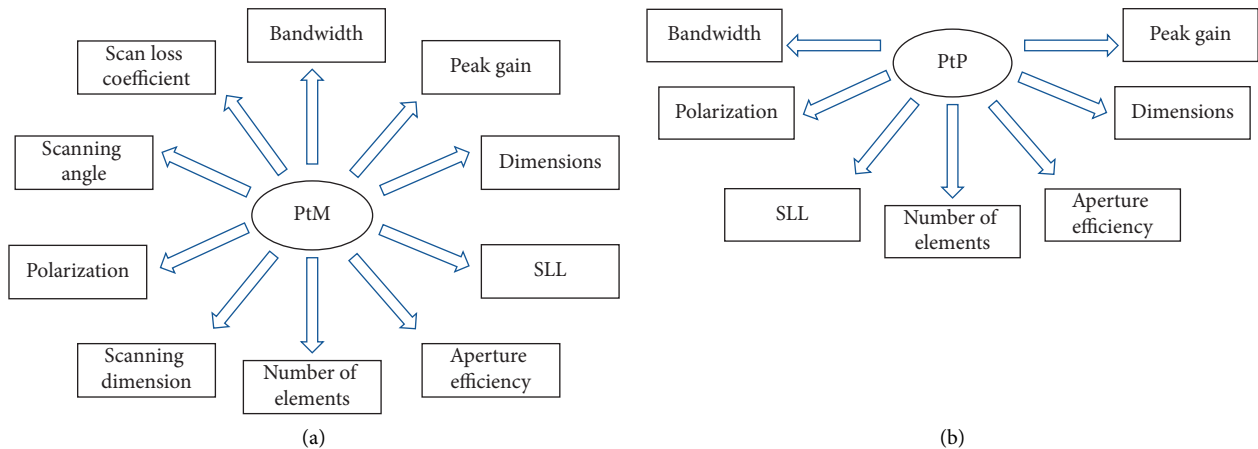 Bandwidth
Scan loss
coefficient
Peak gain
Scanning
angle
Dimensions
PtM
Polarization
SLL
Scanning
dimension
Number of
elements
Aperture
efficiency
(a)
Bandwidth
PtP
Peak gain
Polarization
Dimensions
SLL
Number of
elements
Aperture
efficiency
(b)